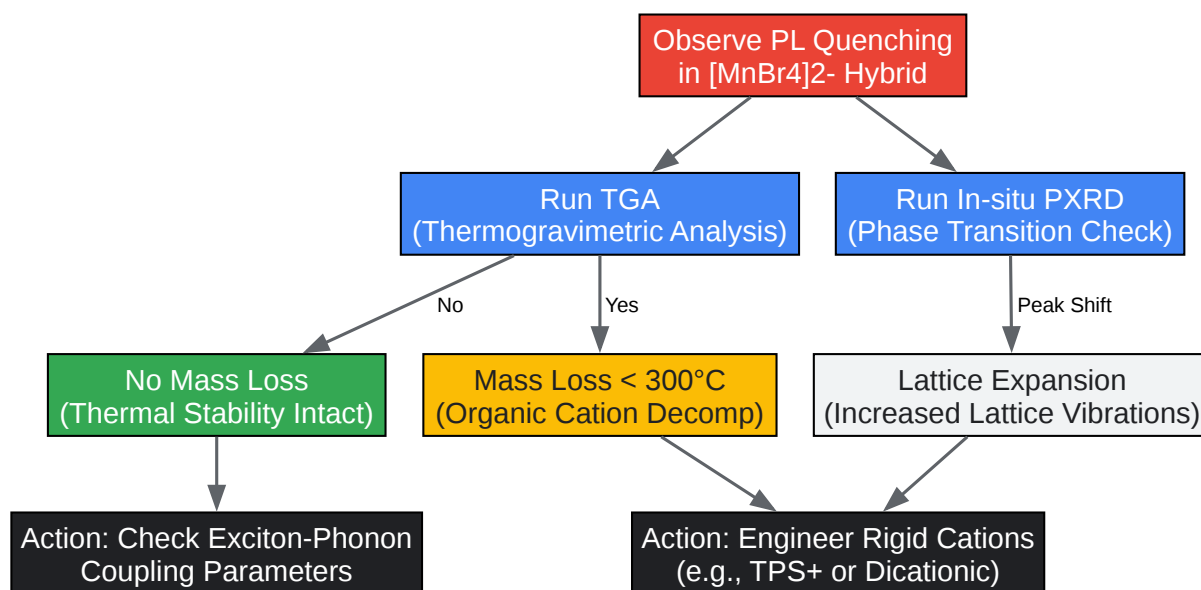 Observe PL Quenching
in [MnBr4]2- Hybrid
Run TGA
(Thermogravimetric Analysis)
Run In-situ PXRD
(Phase Transition Check)
No
Yes
Peak Shift
No Mass Loss
(Thermal Stability Intact)
Mass Loss < 300°C
(Organic Cation Decomp)
Lattice Expansion
(Increased Lattice Vibrations)
Action: Check Exciton-Phonon
Coupling Parameters
Action: Engineer Rigid Cations
(e.g., TPS+ or Dicationic)